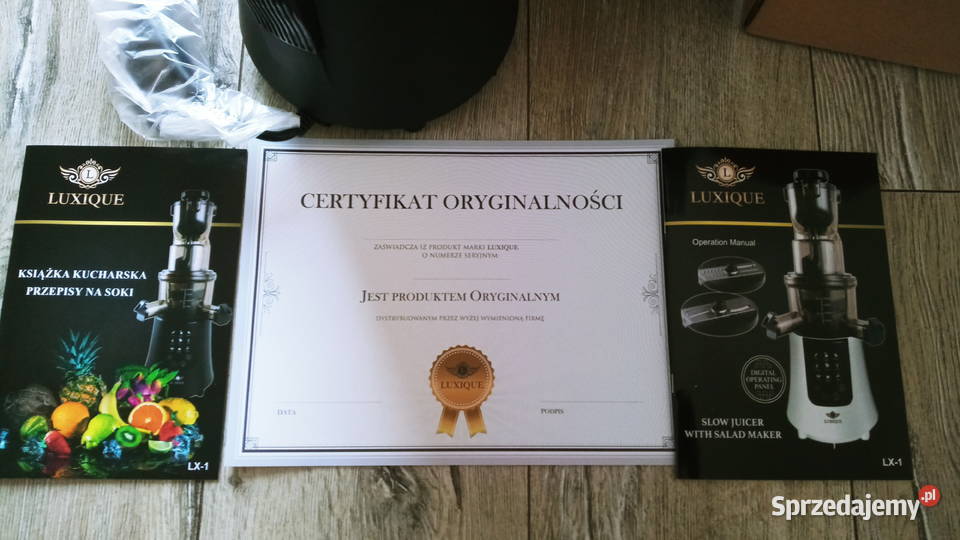 L
LUXIQUE
KSIĄŻKA KUCHARSKA
PRZEPISY NA SOKI
LX-1
CERTYFIKAT ORYGINALNOŚCI
ZAŚWIADCZA IŻ PRODUKT MARKI LUXIQUE
O NUMERZE SERYJNYM:
JEST PRODUKTEM ORYGINALNYM
DYSTRYBUOWANYM PRZEZ WYŻEJ WYMIENIONĄ FIRMĘ
LUXIQUE
DATA
PODPIS
L
LUXIQUE
Operation Manual
DIGITAL
OPERATING
PANEL
LUXIQUE
SLOW JUICER
WITH SALAD MAKER
LX-1
Sprzedajemy.pl